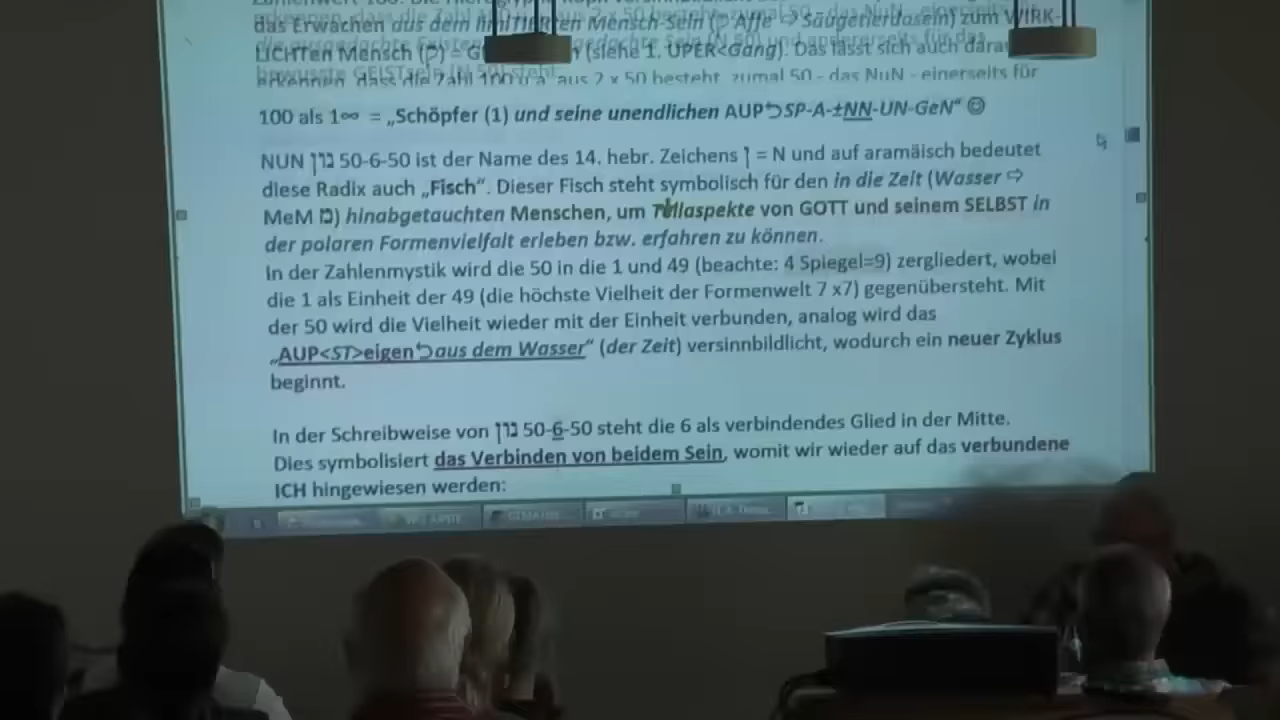 das Erwachen aus dem Mensch-Sein (Affe ⇨ Säugetierdasein) zum WIRK-
LICHTen Mensch (siehe 1. UPER<Gang). Das lässt sich auch
erkennen, dass die Zahl 100 aus 2 x 50 besteht, zumal 50 - das NuN - einerseits für
100 als 1∞ = „Schöpfer (1) und seine unendlichen AUP⮌SP-A-±NN-UN-GeN“ ☺
NUN נון 50-6-50 ist der Name des 14. hebr. Zeichens ן = N und auf aramäisch bedeutet
diese Radix auch „Fisch“. Dieser Fisch steht symbolisch für den in die Zeit (Wasser ⇨
MeM מ) hinabgetauchten Menschen, um Teilaspekte von GOTT und seinem SELBST in
der polaren Formenvielfalt erleben bzw. erfahren zu können.
In der Zahlenmystik wird die 50 in die 1 und 49 (beachte: 4 Spiegel=9) zergliedert, wobei
die 1 als Einheit der 49 (die höchste Vielheit der Formenwelt 7 x7) gegenübersteht. Mit
der 50 wird die Vielheit wieder mit der Einheit verbunden, analog wird das
„AUP<ST>eigen⮌aus dem Wasser“ (der Zeit) versinnbildlicht, wodurch ein neuer Zyklus
beginnt.
In der Schreibweise von נון 50-6-50 steht die 6 als verbindendes Glied in der Mitte.
Dies symbolisiert das Verbinden von beidem Sein, womit wir wieder auf das verbundene
ICH hingewiesen werden: